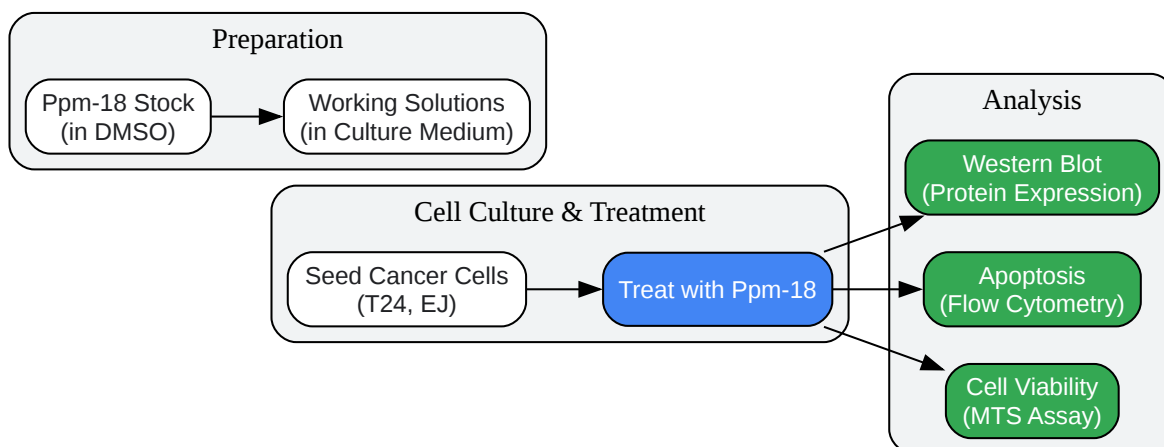 Preparation
Ppm-18 Stock
(in DMSO)
Working Solutions
(in Culture Medium)
Cell Culture & Treatment
Seed Cancer Cells
(T24, EJ)
Treat with Ppm-18
Analysis
Western Blot
(Protein Expression)
Apoptosis
(Flow Cytometry)
Cell Viability
(MTS Assay)